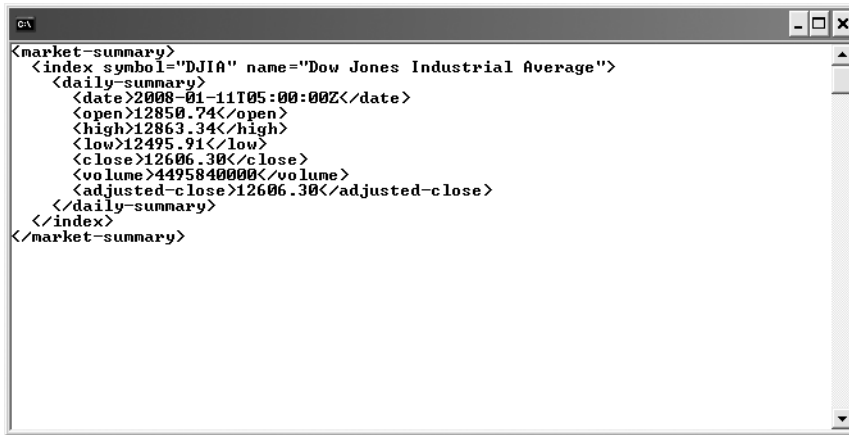 C:\
<market-summary>
  <index symbol="DJIA" name="Dow Jones Industrial Average">
    <daily-summary>
      <date>2008-01-11T05:00:00Z</date>
      <open>12850.74</open>
      <high>12863.34</high>
      <low>12495.91</low>
      <close>12606.30</close>
      <volume>4495840000</volume>
      <adjusted-close>12606.30</adjusted-close>
    </daily-summary>
  </index>
</market-summary>